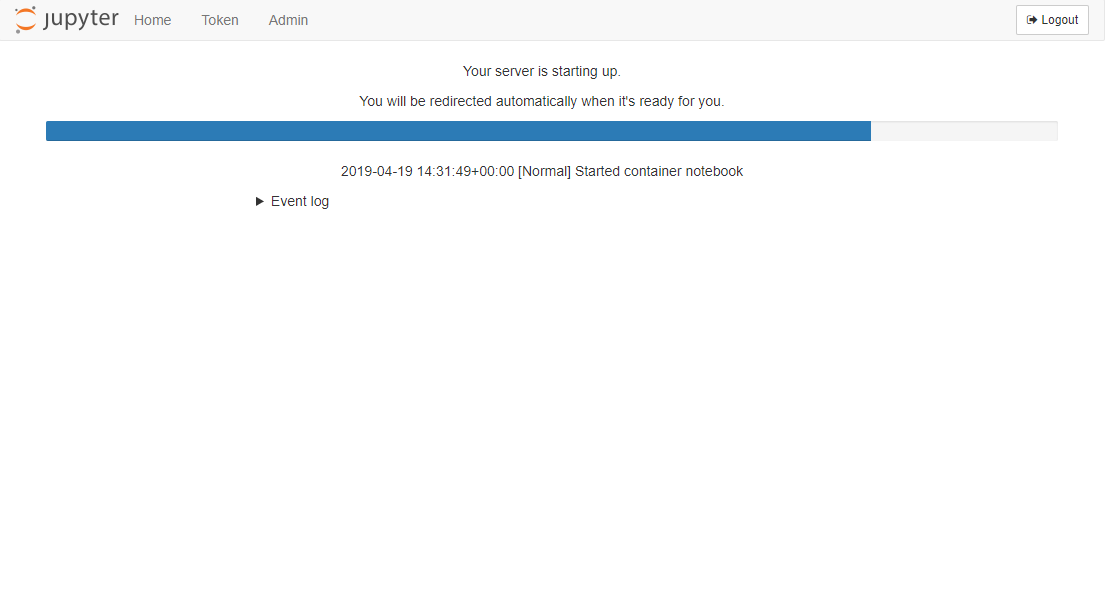 jupyter Home Token Admin Logout
Your server is starting up.
You will be redirected automatically when it's ready for you.
2019-04-19 14:31:49+00:00 [Normal] Started container notebook
Event log